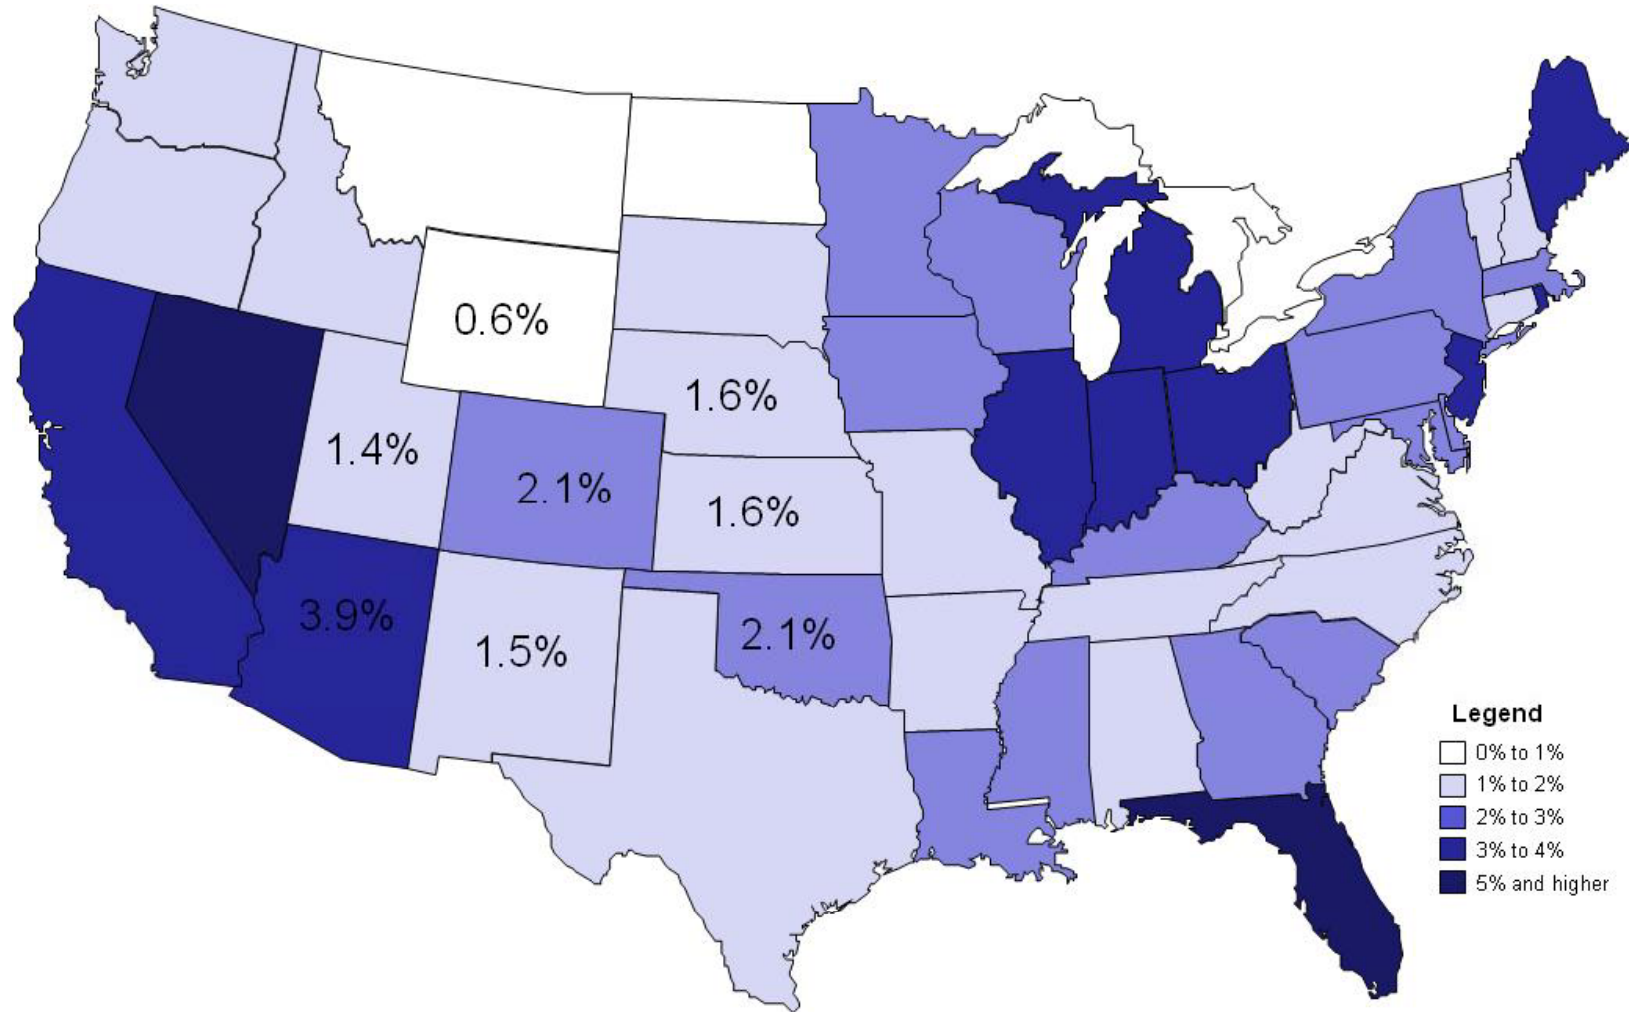 0.6%
1.6%
1.4%
2.1%
1.6%
3.9%
1.5%
2.1%
Legend
0% to 1%
1% to 2%
2% to 3%
3% to 4%
5% and higher